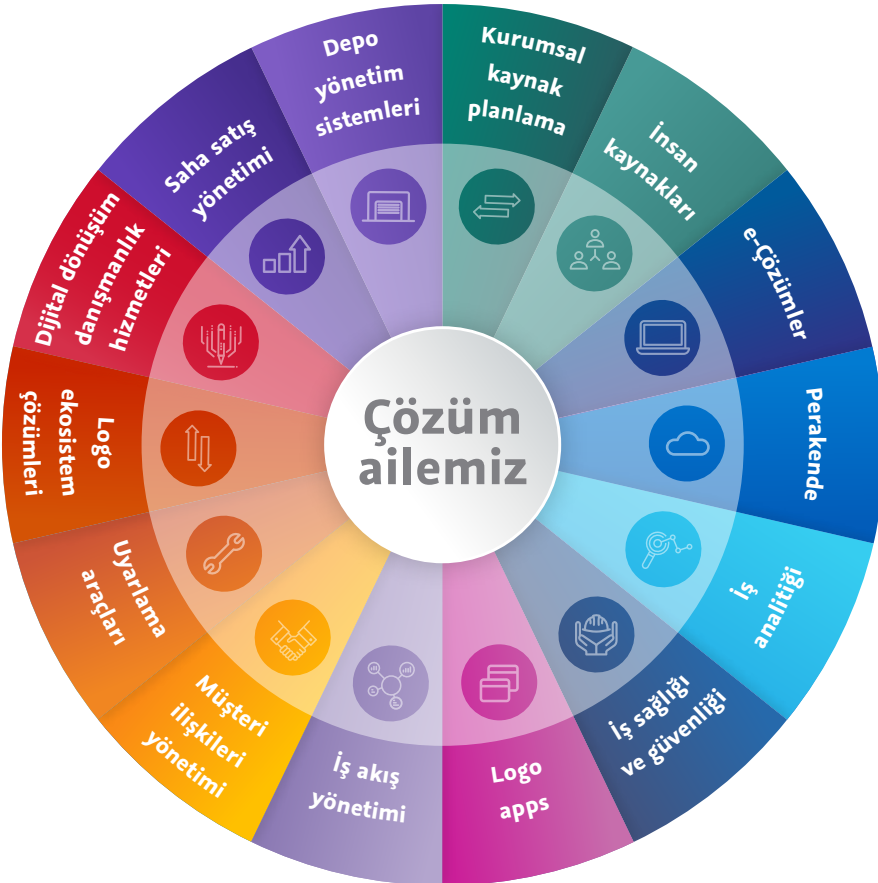 Çözüm
ailemiz
Kurumsal
kaynak
planlama
İnsan
kaynakları
e-Çözümler
Perakende
İş
analitiği
İş sağlığı
ve güvenliği
Logo
apps
İş akış
yönetimi
Müşteri
ilişkileri
yönetimi
Uyarlama
araçları
Logo
ekosistem
çözümleri
Dijital dönüşüm
danışmanlık
hizmetleri
Saha satış
yönetimi
Depo
yönetim
sistemleri